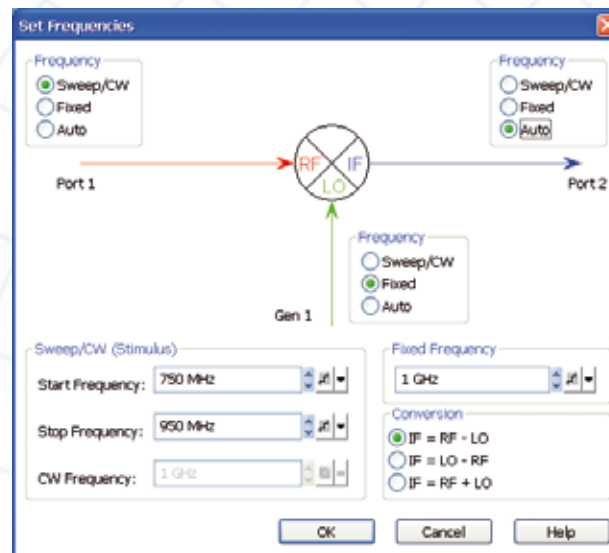 Set Frequencies
Frequency
Sweep/CW
Fixed
Auto
Frequency
Sweep/CW
Fixed
Auto
RF
IF
LO
Port 1
Port 2
Frequency
Sweep/CW
Fixed
Auto
Gen 1
Sweep/CW (Stimulus)
Start Frequency: 750 MHz
Stop Frequency: 950 MHz
CW Frequency: 1 GHz
Fixed Frequency
1 GHz
Conversion
IF = RF - LO
IF = LO - RF
IF = RF + LO
OK
Cancel
Help